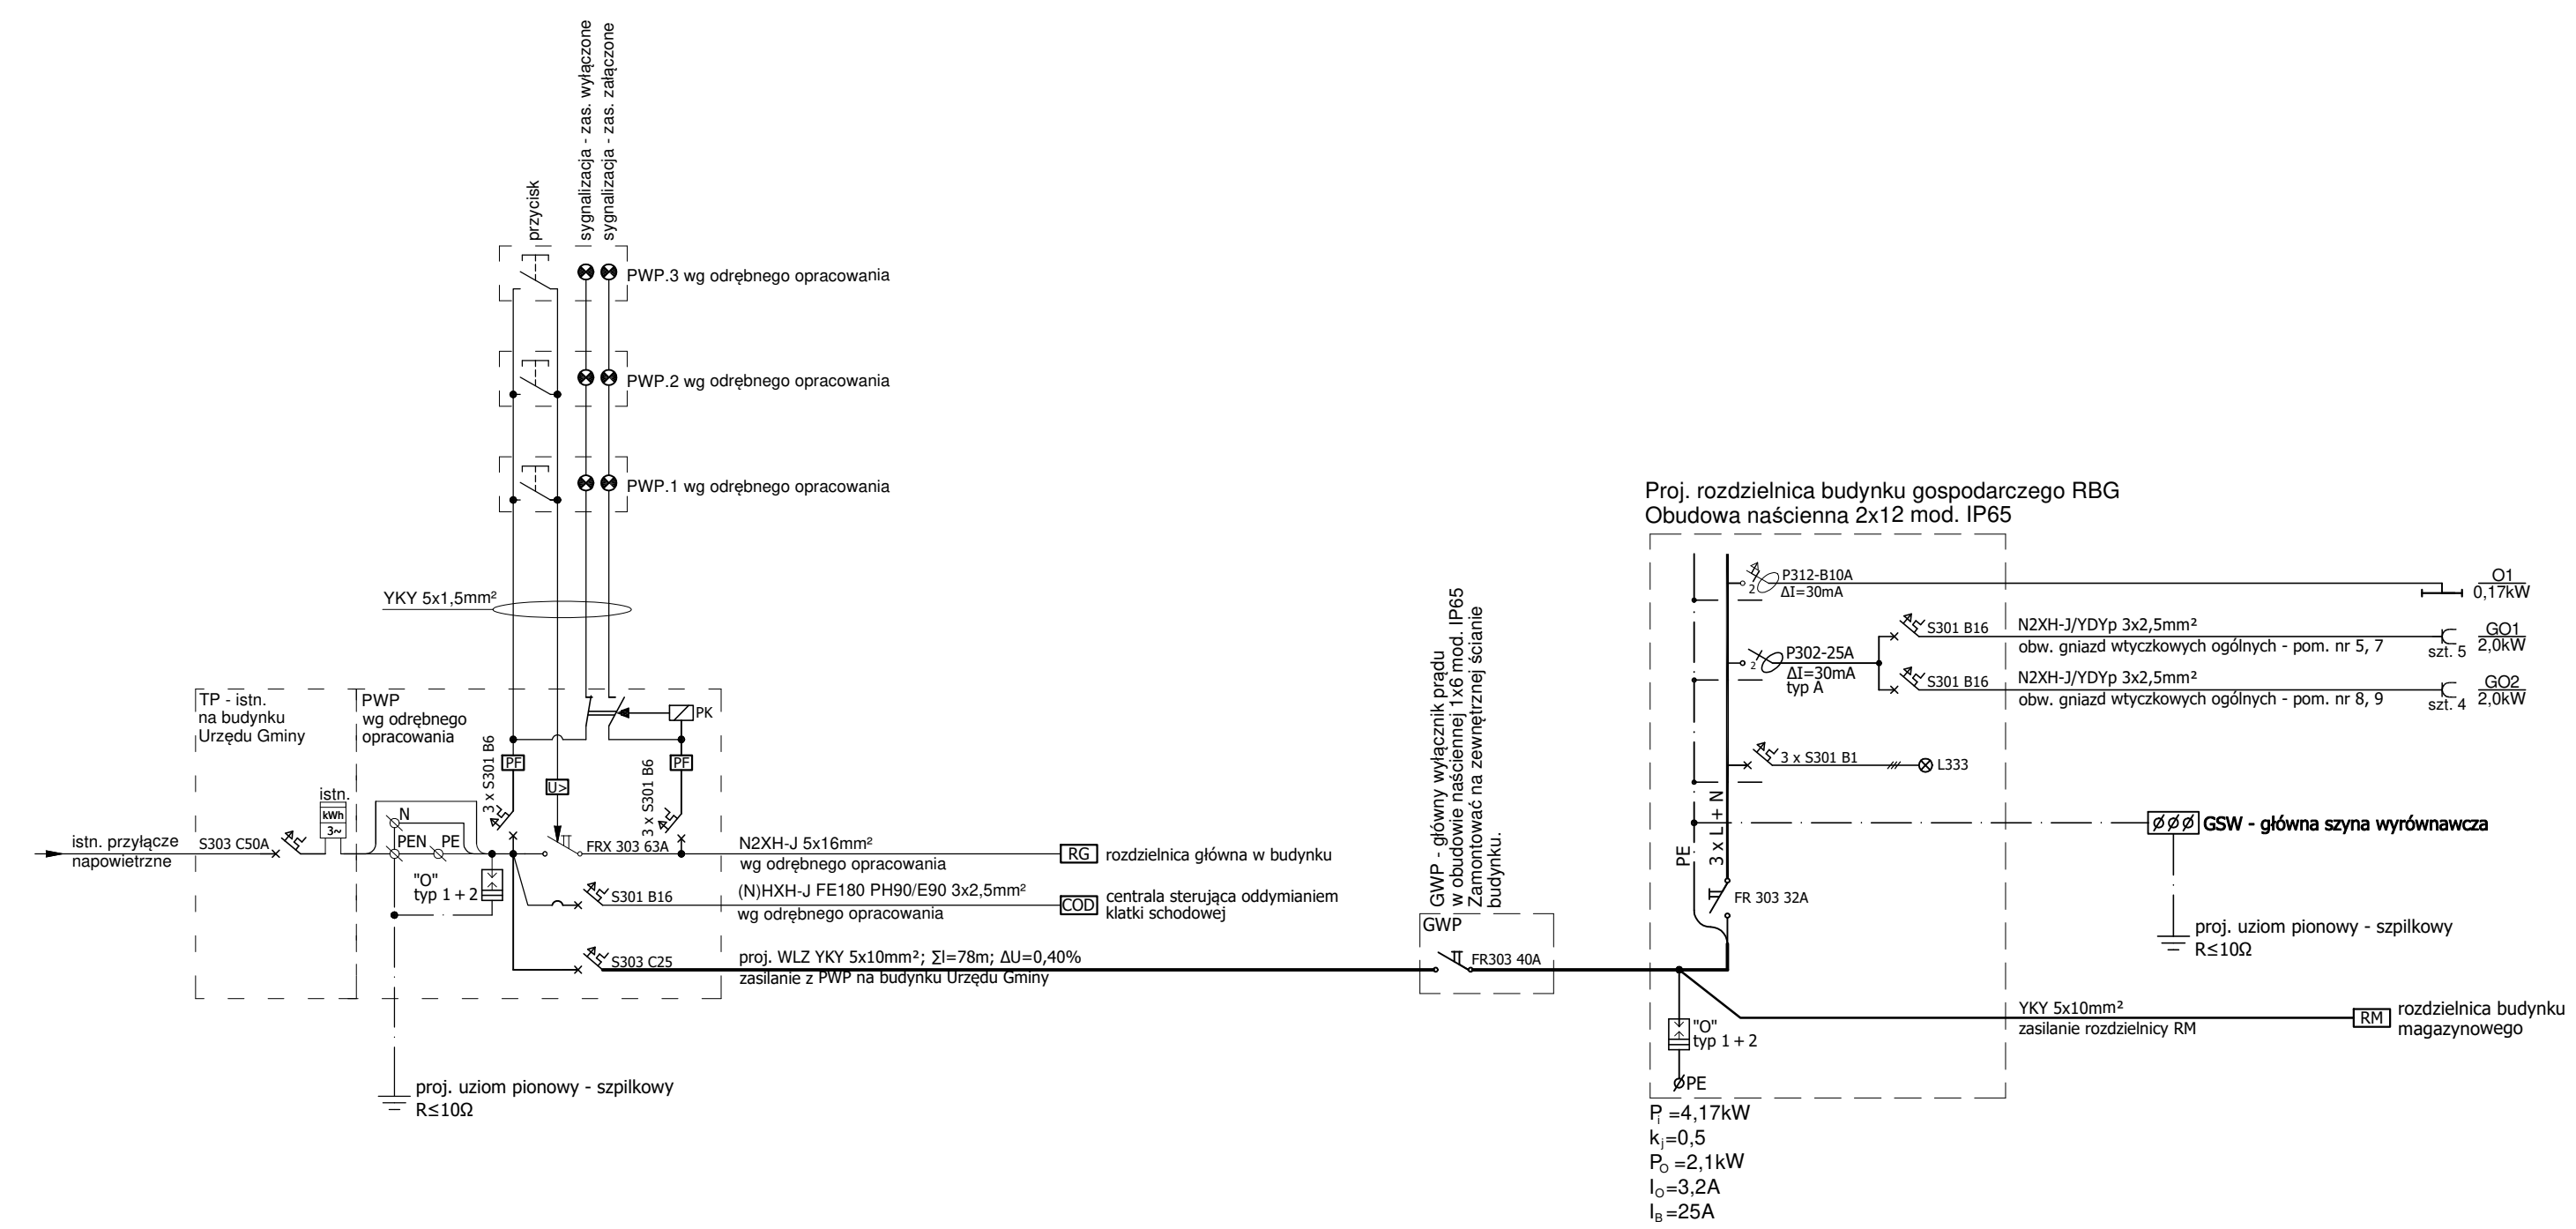 sygnalizacja - zas. wyłączone
sygnalizacja - zas. załączone
przycisk
PWP.3 wg odrębnego opracowania
PWP.2 wg odrębnego opracowania
PWP.1 wg odrębnego opracowania
YKY 5x1,5mm²
TP - istn.
na budynku
Urzędu Gminy
PWP
wg odrębnego
opracowania
PK
PF
PF
3 x S301 B6
3 x S301 B6
U>
istn.
kWh
3~
N
PEN
PE
istn. przyłącze
napowietrzne
S303 C50A
FRX 303 63A
N2XH-J 5x16mm²
wg odrębnego opracowania
RG
rozdzielnica główna w budynku
"O"
typ 1+2
S301 B16
(N)HXH-J FE180 PH90/E90 3x2,5mm²
wg odrębnego opracowania
COD
centrala sterująca oddymianiem
klatki schodowej
S303 C25
proj. WLZ YKY 5x10mm²; Σl=78m; ΔU=0,40%
zasilanie z PWP na budynku Urzędu Gminy
proj. uziom pionowy - szpilkowy
R≤10Ω
GWP - główny wyłącznik prądu
w obudowie naściennej 1x6 mod. IP65
Zamontować na zewnętrznej ścianie
budynku.
GWP
FR303 40A
Proj. rozdzielnica budynku gospodarczego RBG
Obudowa naścienna 2x12 mod. IP65
2
P312-B10A
ΔI=30mA
O1
0,17kW
2
P302-25A
ΔI=30mA
typ A
S301 B16
N2XH-J/YDYp 3x2,5mm²
obw. gniazd wtyczkowych ogólnych - pom. nr 5, 7
szt. 5
GO1
2,0kW
S301 B16
N2XH-J/YDYp 3x2,5mm²
obw. gniazd wtyczkowych ogólnych - pom. nr 8, 9
szt. 4
GO2
2,0kW
3 x S301 B1
L333
PE
3 x L + N
GSW - główna szyna wyrównawcza
FR 303 32A
proj. uziom pionowy - szpilkowy
R≤10Ω
"O"
typ 1+2
PE
YKY 5x10mm²
zasilanie rozdzielnicy RM
RM
rozdzielnica budynku
magazynowego
Pi =4,17kW
kj=0,5
PO =2,1kW
IO=3,2A
IB=25A